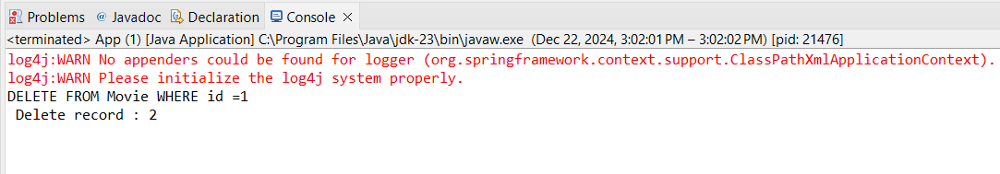 Problems @ Javadoc Declaration Console ×
<terminated> App (1) [Java Application] C:\Program Files\Java\jdk-23\bin\javaw.exe (Dec 22, 2024, 3:02:01 PM – 3:02:02 PM) [pid: 21476]
log4j:WARN No appenders could be found for logger (org.springframework.context.support.ClassPathXmlApplicationContext).
log4j:WARN Please initialize the log4j system properly.
DELETE FROM Movie WHERE id =1
 Delete record : 2